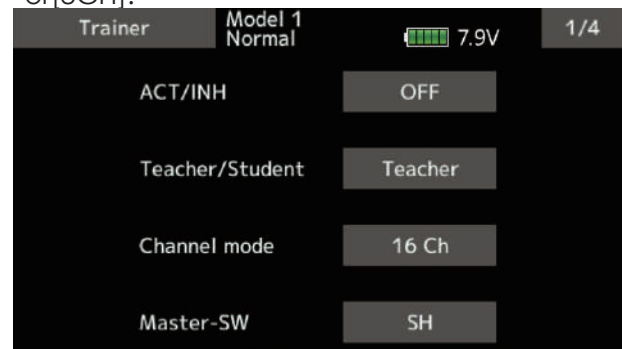 Trainer Model 1 Normal 7.9V 1/4
ACT/INH OFF
Teacher/Student Teacher
Channel mode 16 Ch
Master-SW SH